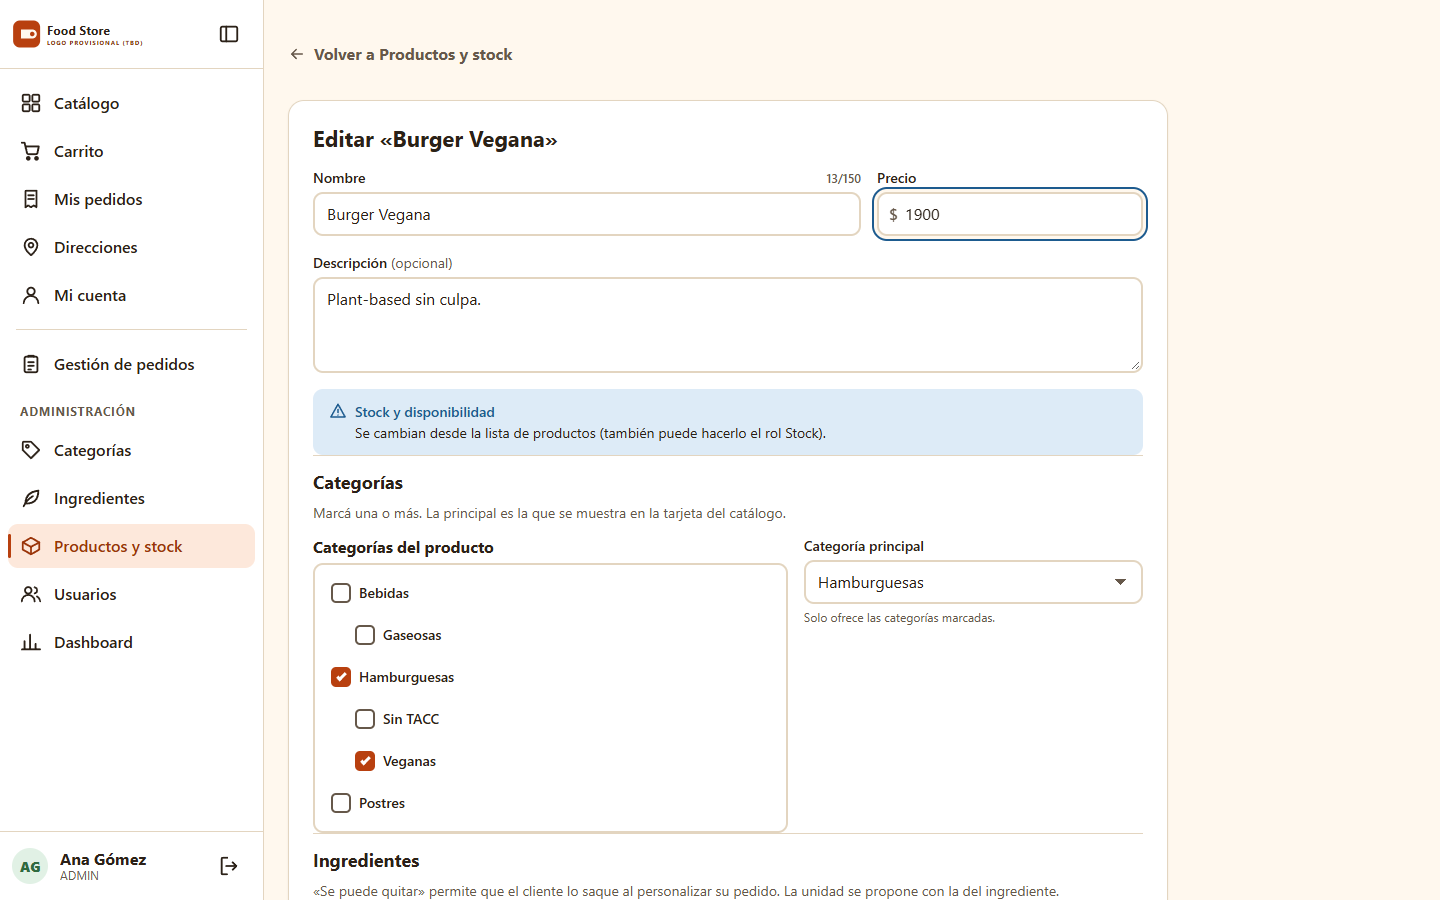 Food Store
LOGO PROVISIONAL (TBD)
Catálogo
Carrito
Mis pedidos
Direcciones
Mi cuenta
Gestión de pedidos
ADMINISTRACIÓN
Categorías
Ingredientes
Productos y stock
Usuarios
Dashboard
AG
Ana Gómez
ADMIN
Volver a Productos y stock
Editar «Burger Vegana»
Nombre 13/150
Burger Vegana
Precio
$ 1900
Descripción (opcional)
Plant-based sin culpa.
Stock y disponibilidad
Se cambian desde la lista de productos (también puede hacerlo el rol Stock).
Categorías
Marcá una o más. La principal es la que se muestra en la tarjeta del catálogo.
Categorías del producto
Bebidas
Gaseosas
Hamburguesas
Sin TACC
Veganas
Postres
Categoría principal
Hamburguesas
Solo ofrece las categorías marcadas.
Ingredientes
«Se puede quitar» permite que el cliente lo saque al personalizar su pedido. La unidad se propone con la del ingrediente.